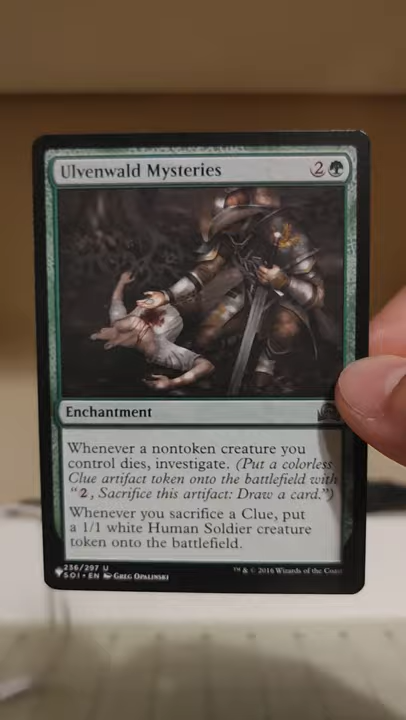 Ulvenwald Mysteries 2
Enchantment
Whenever a nontoken creature you
control dies, investigate. (Put a colorless
Clue artifact token onto the battlefield with
"2, Sacrifice this artifact: Draw a card.")
Whenever you sacrifice a Clue, put
a 1/1 white Human Soldier creature
token onto the battlefield.
236/297 U
SOI • EN Greg Opalinski
™ & © 2016 Wizards of the Coast